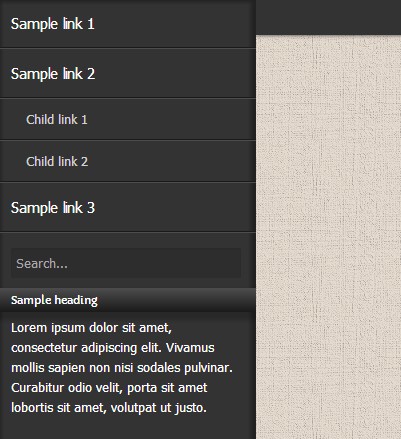 Sample link 1
Sample link 2
Child link 1
Child link 2
Sample link 3
Search...
Sample heading
Lorem ipsum dolor sit amet,
consectetur adipiscing elit. Vivamus
mollis sapien non nisi sodales pulvinar.
Curabitur odio velit, porta sit amet
lobortis sit amet, volutpat ut justo.